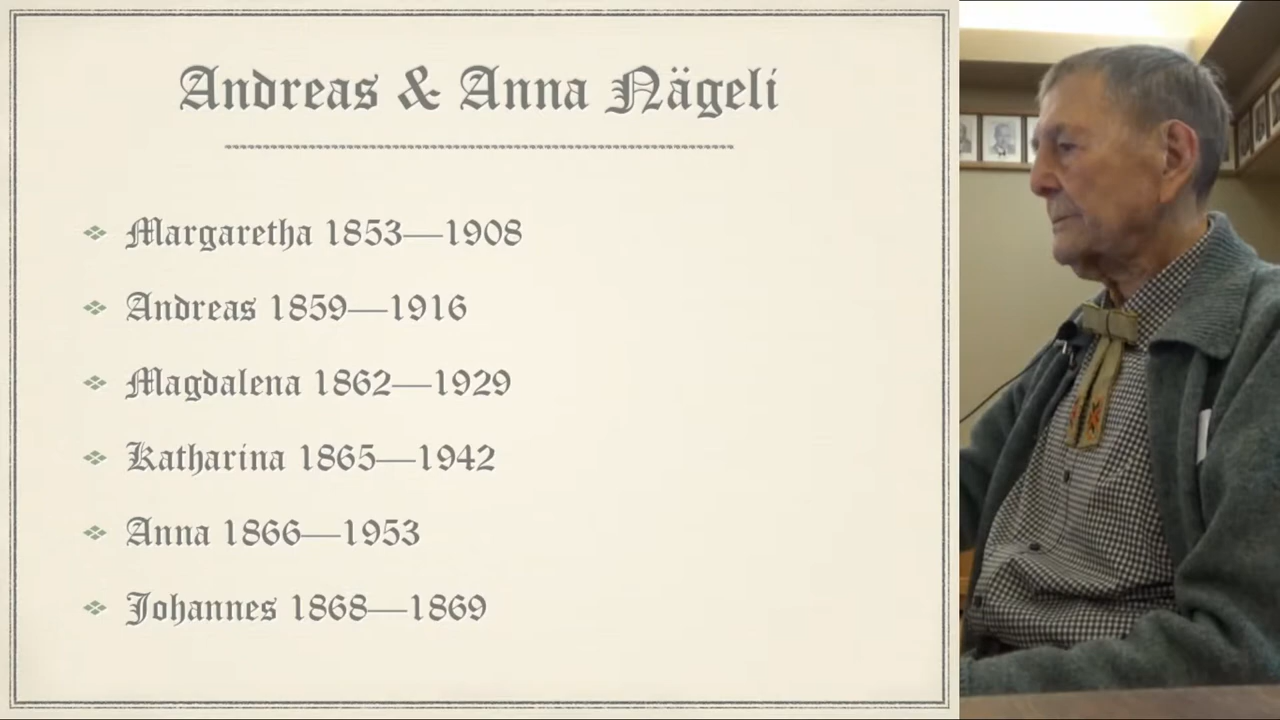 Andreas & Anna Nägeli
Margaretha 1853—1908
Andreas 1859—1916
Magdalena 1862—1929
Katharina 1865—1942
Anna 1866—1953
Johannes 1868—1869